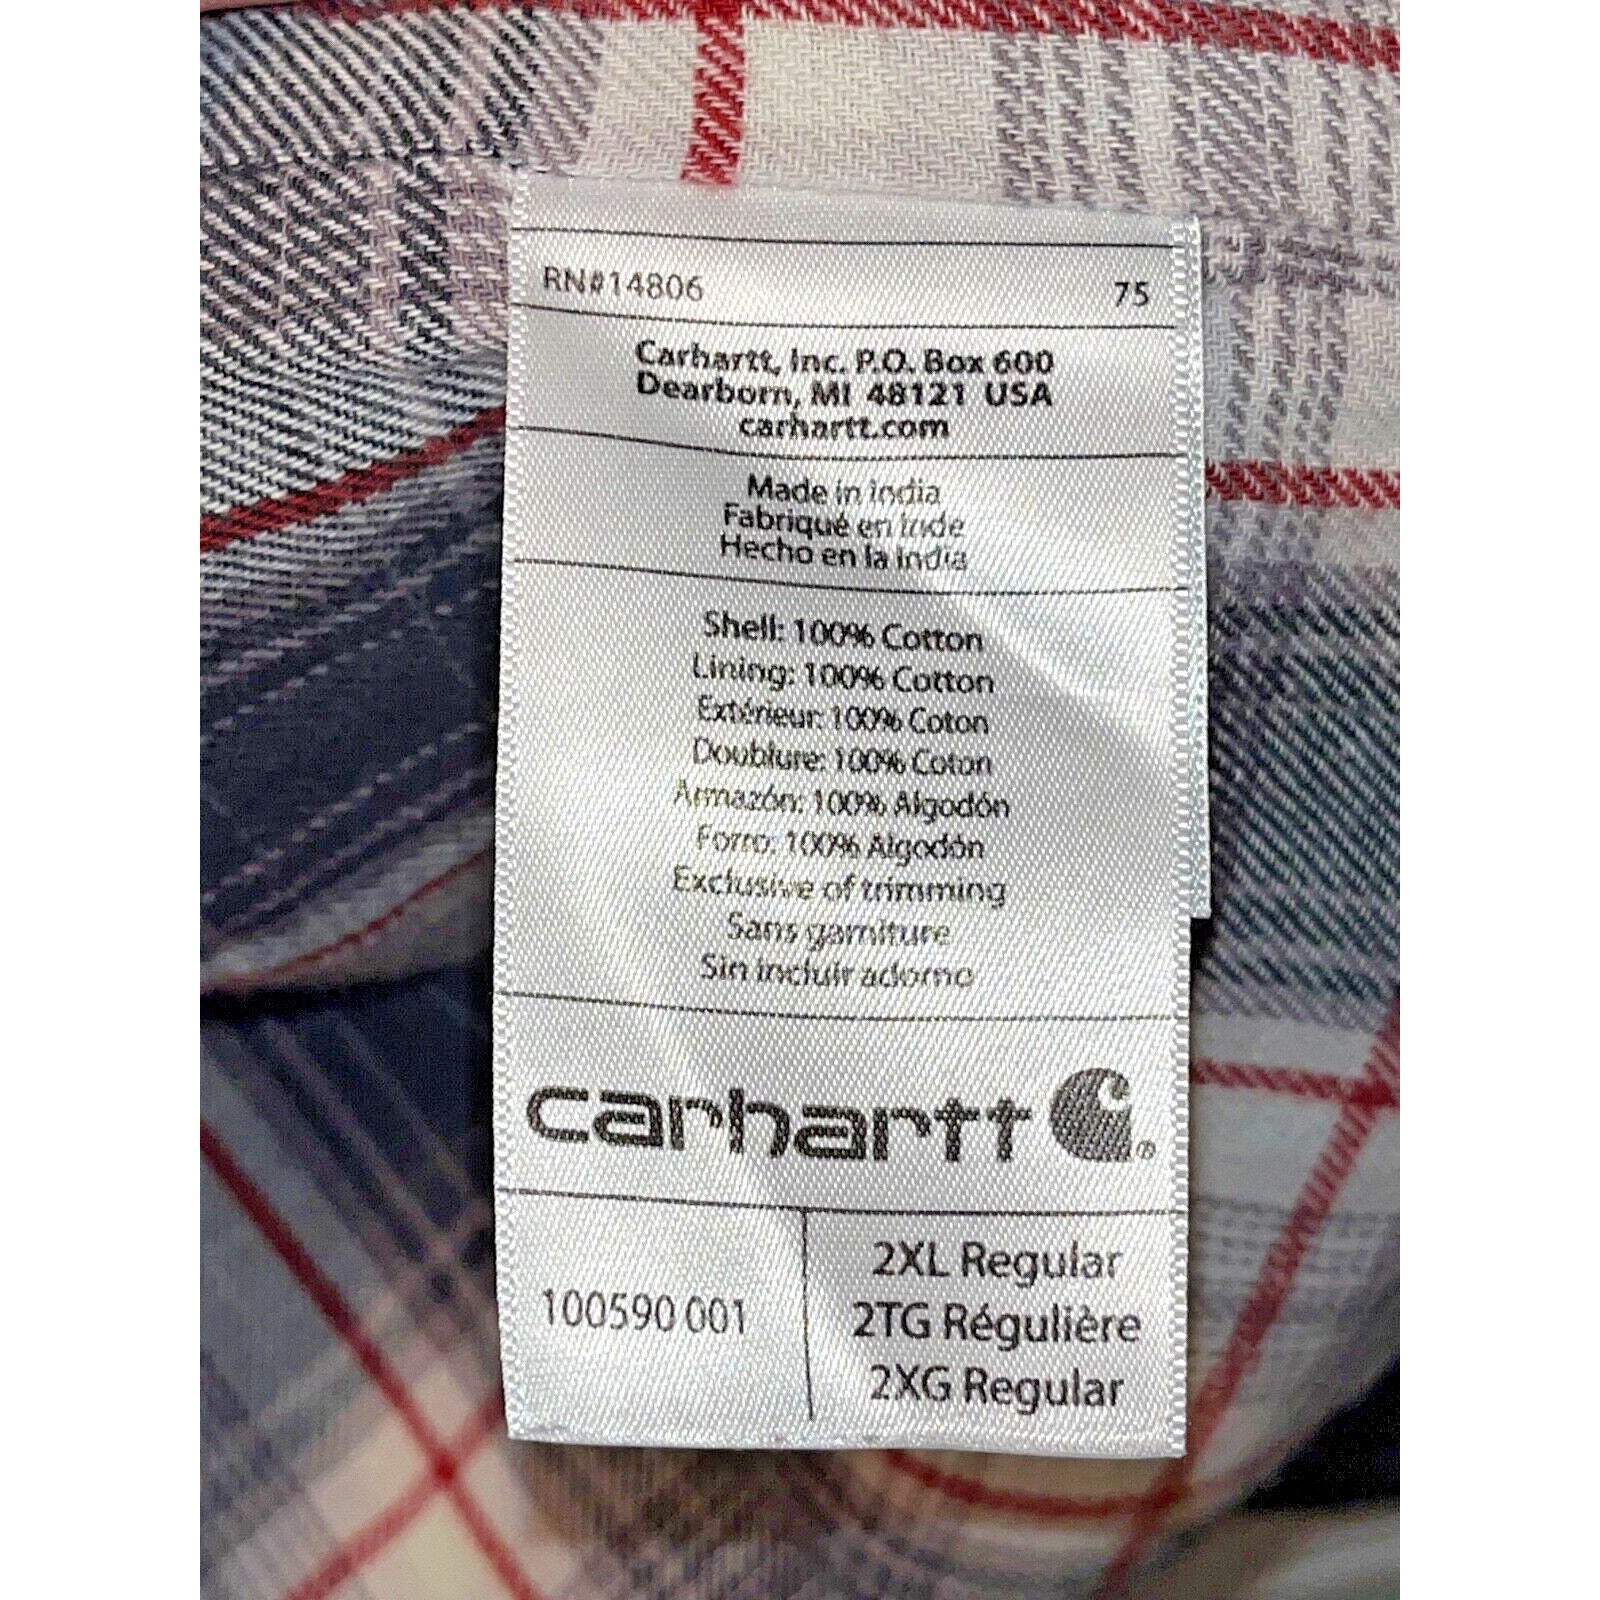 RN#14806 75
Carhartt, Inc. P.O. Box 600
Dearborn, MI 48121 USA
carhartt.com
Made in India
Fabriqué en Inde
Hecho en la India
Shell: 100% Cotton
Lining: 100% Cotton
Extérieur: 100% Coton
Doublure: 100% Coton
Armazón: 100% Algodón
Forro: 100% Algodón
Exclusive of trimming
Sans garniture
Sin incluir adorno
carhartt ®
100590 001
2XL Regular
2TG Régulière
2XG Regular